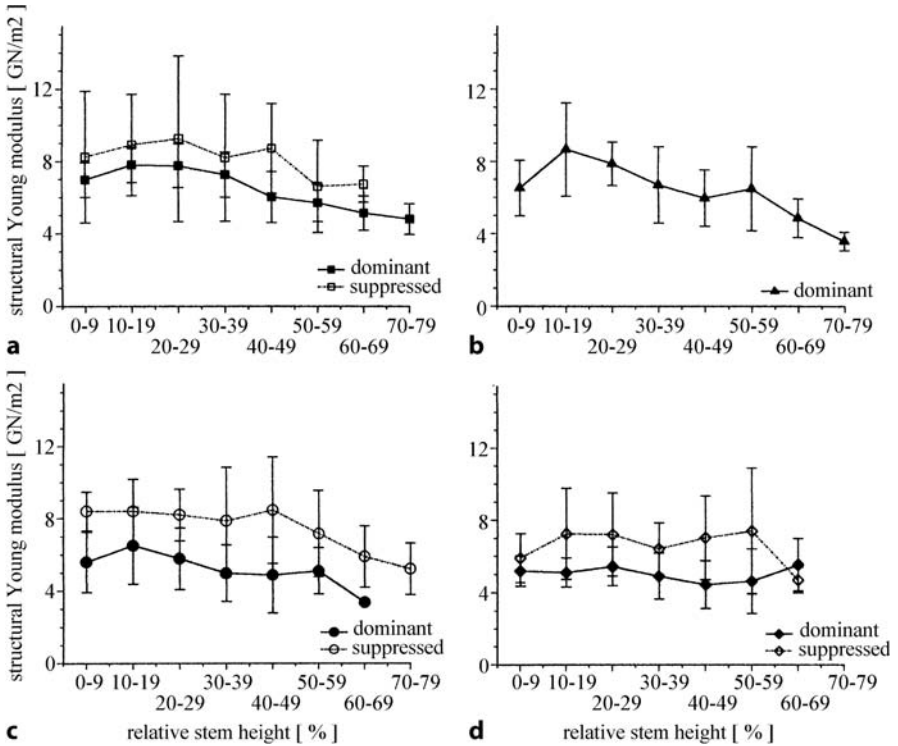 structural Young modulus [ GN/m2 ]
12
8
4
0
dominant
suppressed
0-9 10-19 30-39 50-59 70-79
20-29 40-49 60-69
a
12
8
4
0
dominant
0-9 10-19 30-39 50-59 70-79
20-29 40-49 60-69
b
structural Young modulus [ GN/m2 ]
12
8
4
0
dominant
suppressed
0-9 10-19 30-39 50-59 70-79
20-29 40-49 60-69
c relative stem height [ % ]
12
8
4
0
dominant
suppressed
0-9 10-19 30-39 50-59 70-79
20-29 40-49 60-69
d relative stem height [ % ]